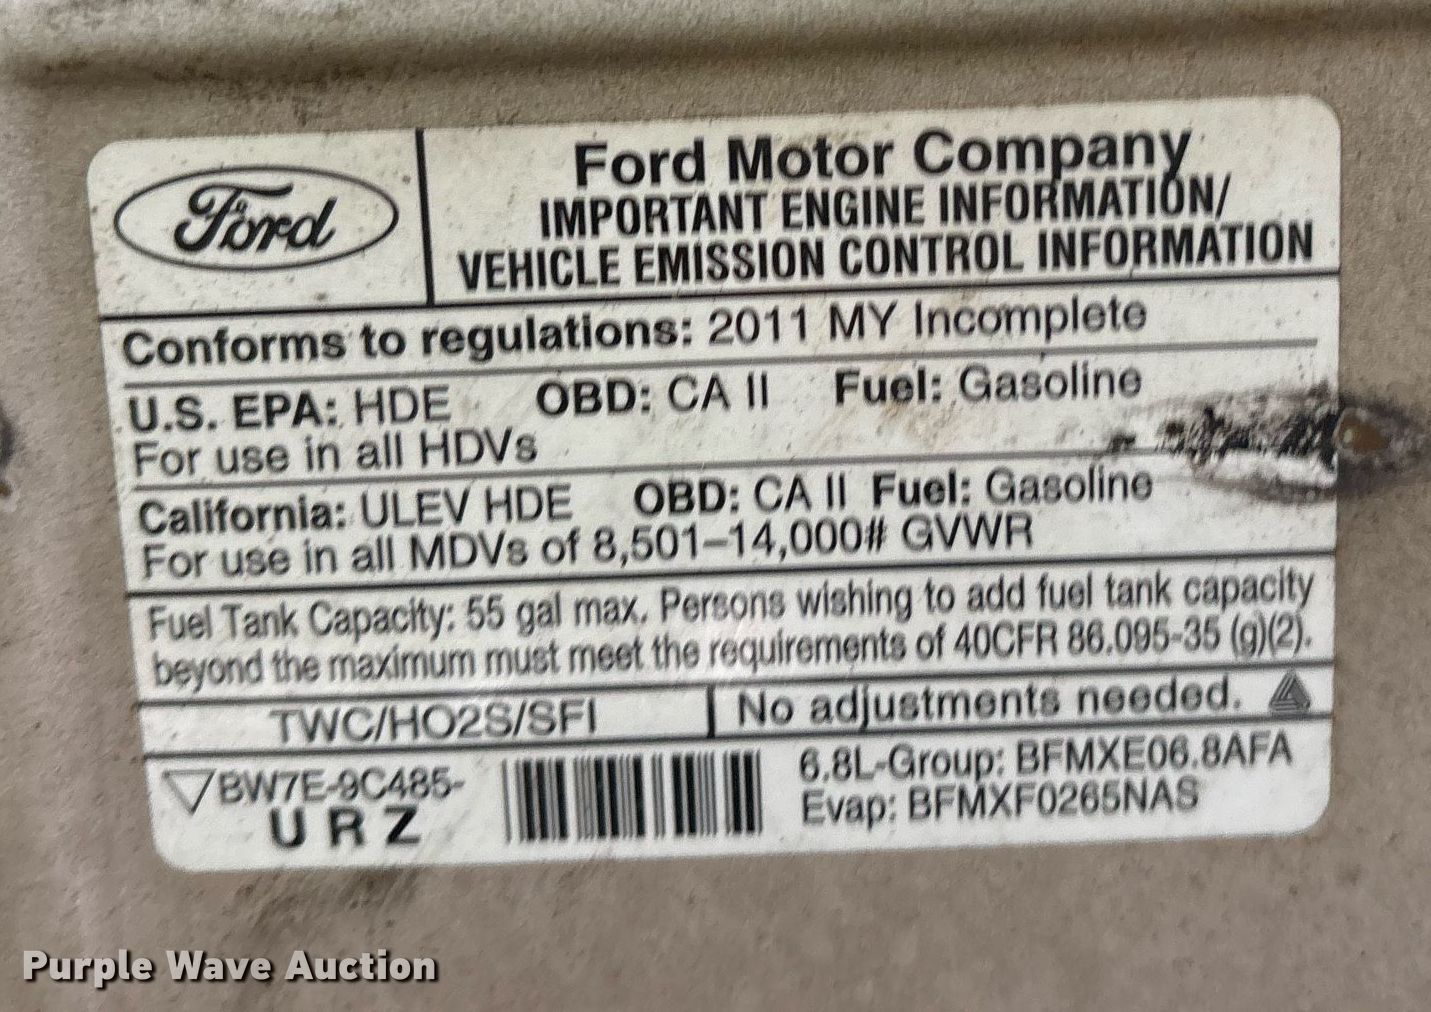 Ford
Ford Motor Company
IMPORTANT ENGINE INFORMATION/
VEHICLE EMISSION CONTROL INFORMATION
Conforms to regulations: 2011 MY Incomplete
U.S. EPA: HDE OBD: CA II Fuel: Gasoline
For use in all HDVs
California: ULEV HDE OBD: CA II Fuel: Gasoline
For use in all MDVs of 8,501-14,000# GVWR
Fuel Tank Capacity: 55 gal max. Persons wishing to add fuel tank capacity
beyond the maximum must meet the requirements of 40CFR 86.095-35 (g)(2).
TWC/HO2S/SFI
No adjustments needed.
BW7E-9C485-
URZ
6.8L-Group: BFMXE06.8AFA
Evap: BFMXF0265NAS
Purple Wave Auction